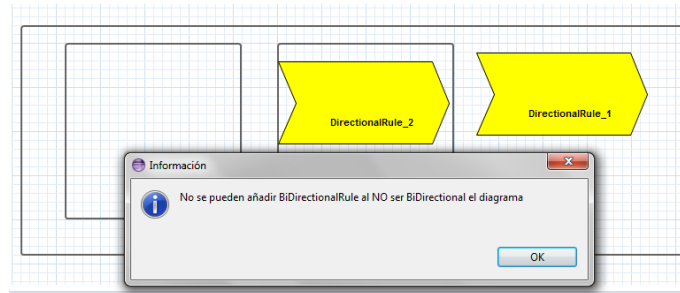 DirectionalRule_2
DirectionalRule_1
Información
No se pueden añadir BiDirectionalRule al NO ser BiDirectional el diagrama
OK